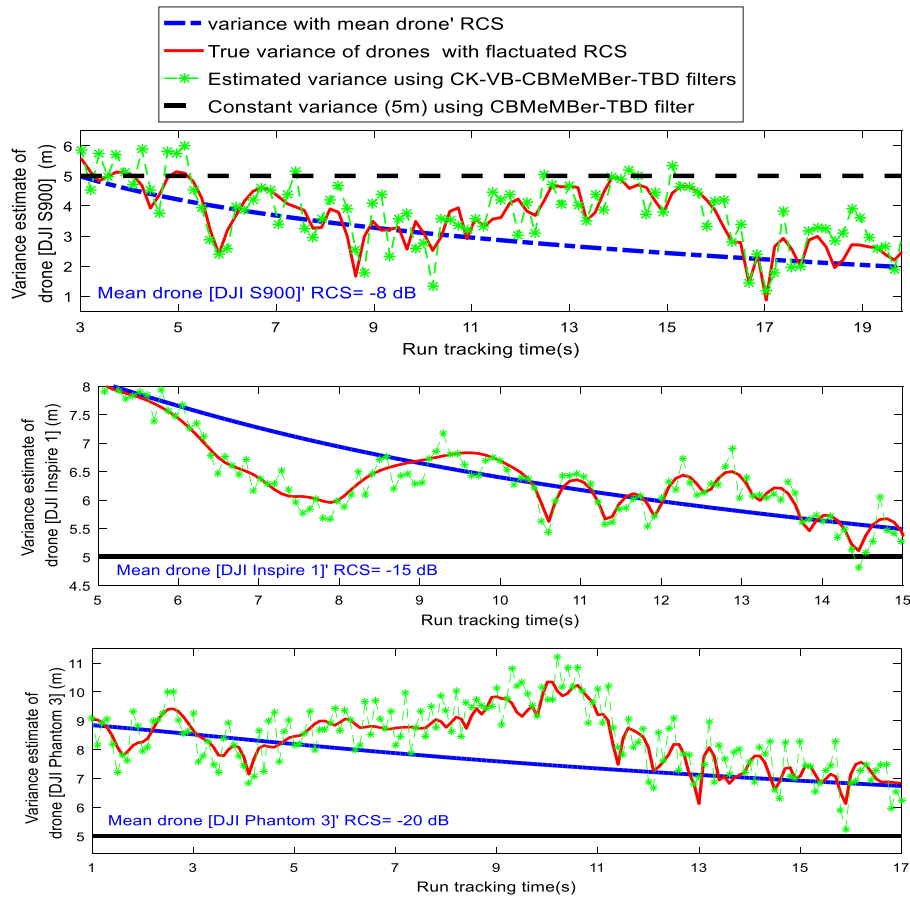 variance with mean drone' RCS
True variance of drones with flactuated RCS
Estimated variance using CK-VB-CBMeMBer-TBD filters
Constant variance (5m) using CBMeMBer-TBD filter
Variance estimate of
drone [DJI S900] (m)
6
5
4
3
2
1
Mean drone [DJI S900]' RCS= -8 dB
3 5 7 9 11 13 15 17 19
Run tracking time(s)
Variance estimate of
drone [DJI Inspire 1] (m)
8
7.5
7
6.5
6
5.5
5
4.5
Mean drone [DJI Inspire 1]' RCS= -15 dB
5 6 7 8 9 10 11 12 13 14 15
Run tracking time(s)
Variance estimate of
drone [DJI Phantom 3] (m)
11
10
9
8
7
6
5
Mean drone [DJI Phantom 3]' RCS= -20 dB
1 3 5 7 9 11 13 15 17
Run tracking time(s)